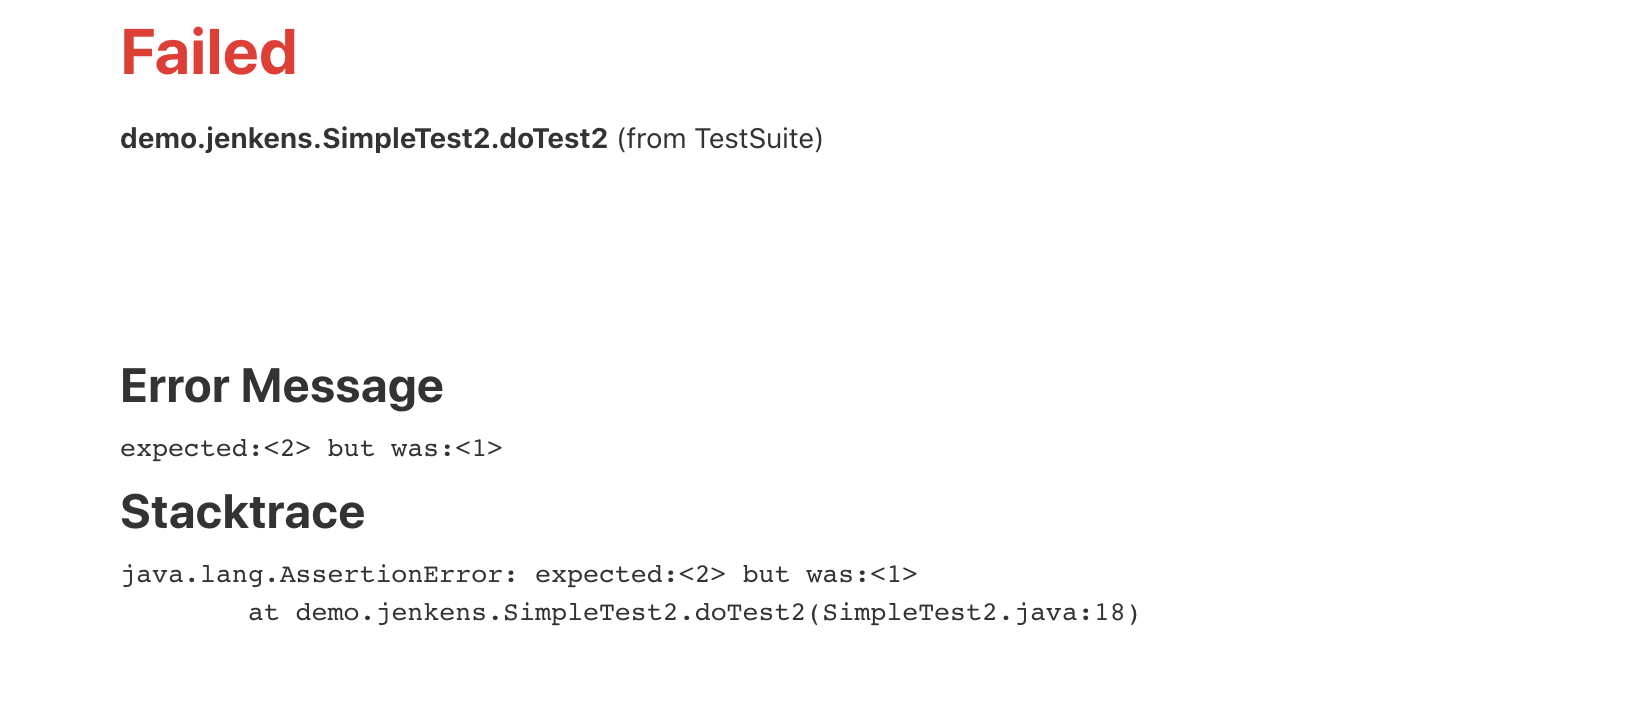 Failed
demo.jenkens.SimpleTest2.doTest2 (from TestSuite)
Error Message
expected:<2> but was:<1>
Stacktrace
java.lang.AssertionError: expected:<2> but was:<1>
        at demo.jenkens.SimpleTest2.doTest2(SimpleTest2.java:18)